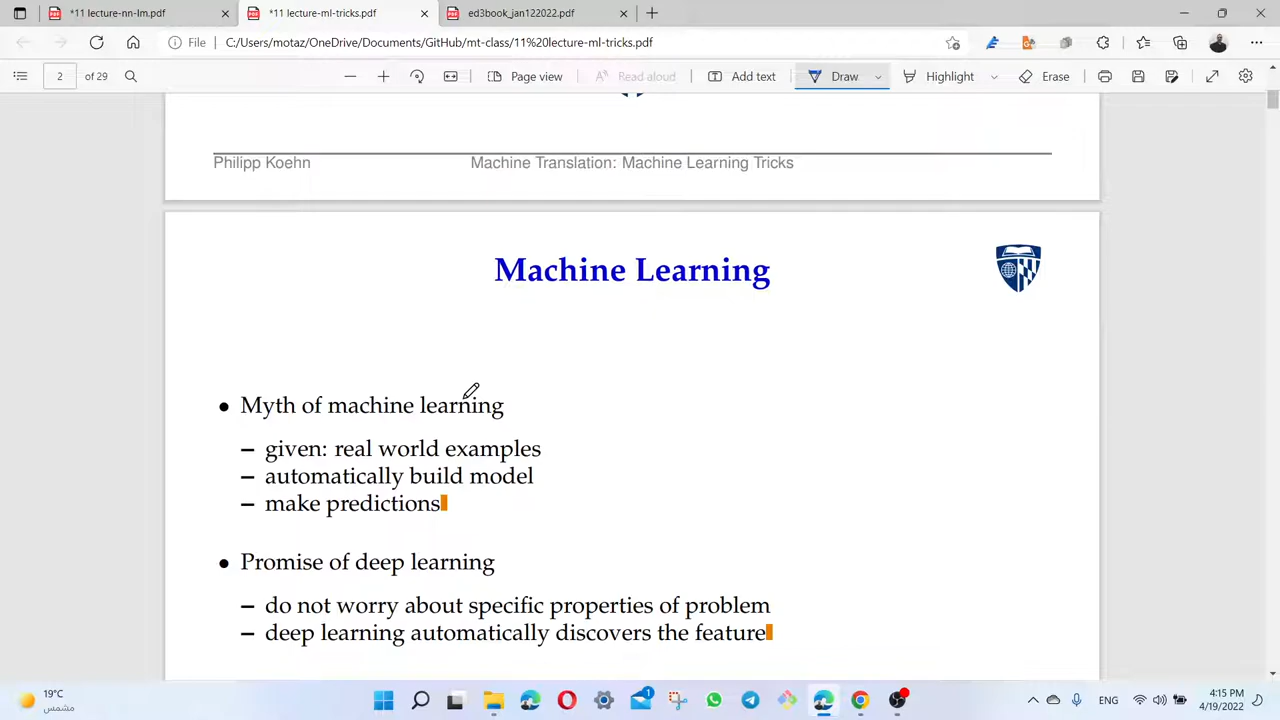 *11 lecture-nn-lm.pdf
*11 lecture-ml-tricks.pdf
ed3book_jan122022.pdf
File
C:/Users/motaz/OneDrive/Documents/GitHub/mt-class/11%20lecture-ml-tricks.pdf
2 of 29
Page view
Read aloud
Add text
Draw
Highlight
Erase
Philipp Koehn
Machine Translation: Machine Learning Tricks
Machine Learning
• Myth of machine learning
– given: real world examples
– automatically build model
– make predictions
• Promise of deep learning
– do not worry about specific properties of problem
– deep learning automatically discovers the feature
19°C
مشمس
1
ENG
4:15 PM
4/19/2022